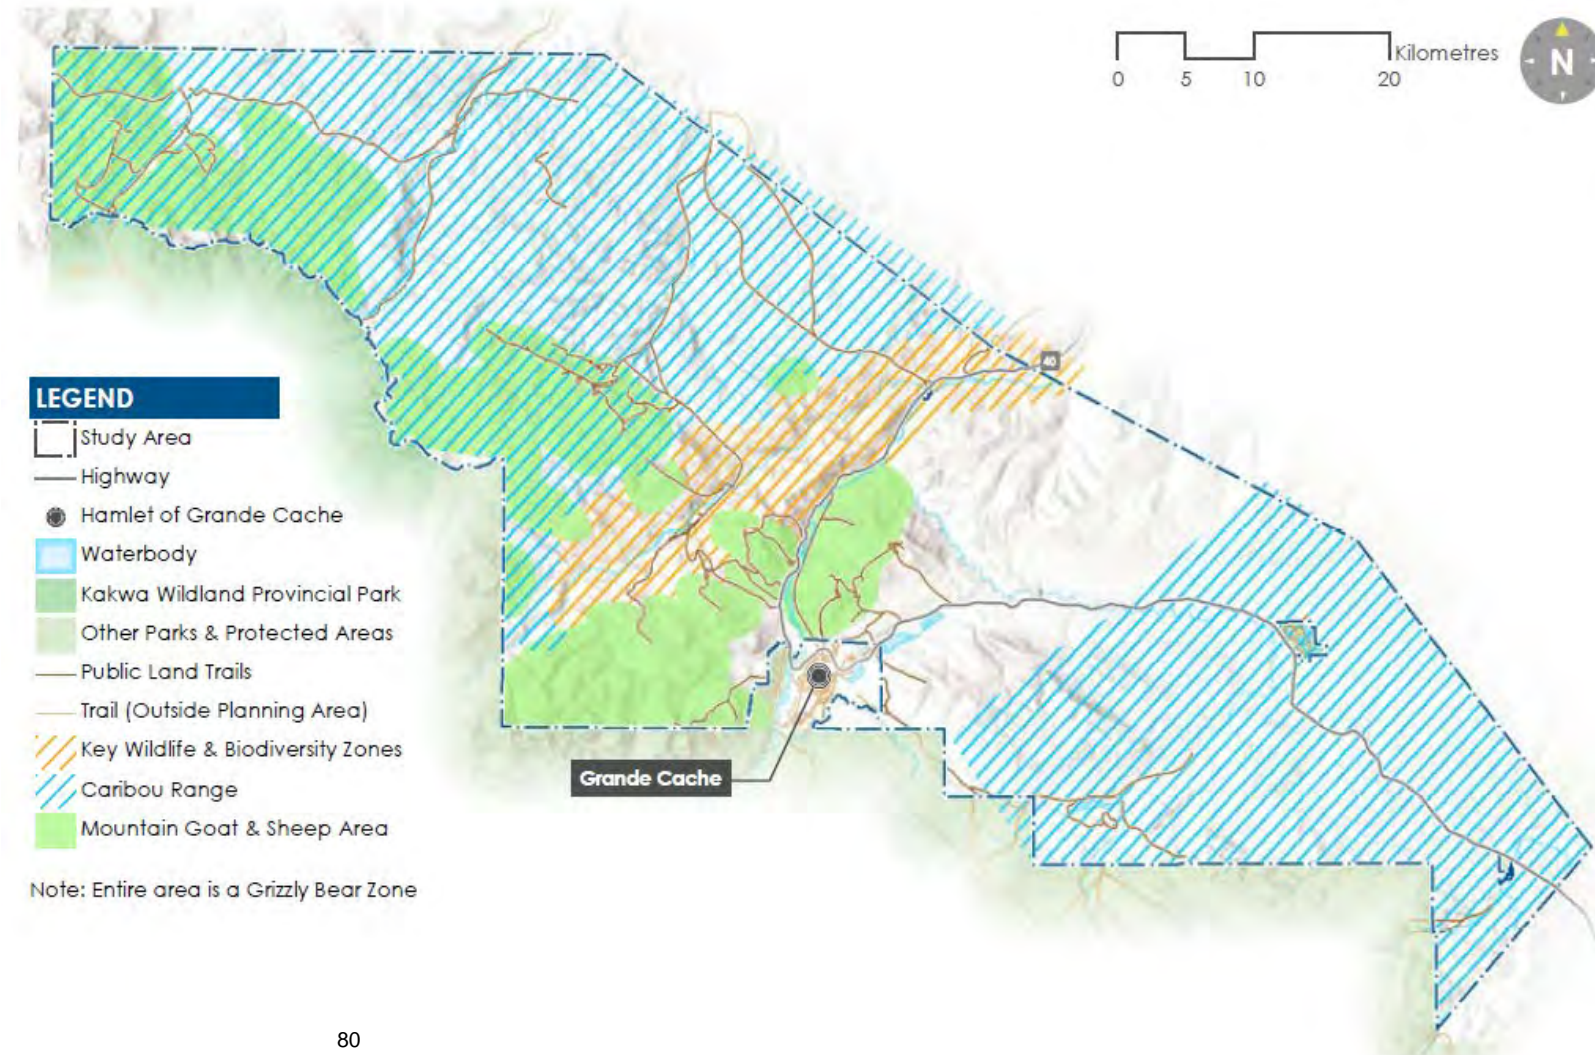 Kilometres
0 5 10 20
N
40
LEGEND
Study Area
Highway
Hamlet of Grande Cache
Waterbody
Kakwa Wildland Provincial Park
Other Parks & Protected Areas
Public Land Trails
Trail (Outside Planning Area)
Key Wildlife & Biodiversity Zones
Caribou Range
Mountain Goat & Sheep Area
Note: Entire area is a Grizzly Bear Zone
Grande Cache
80